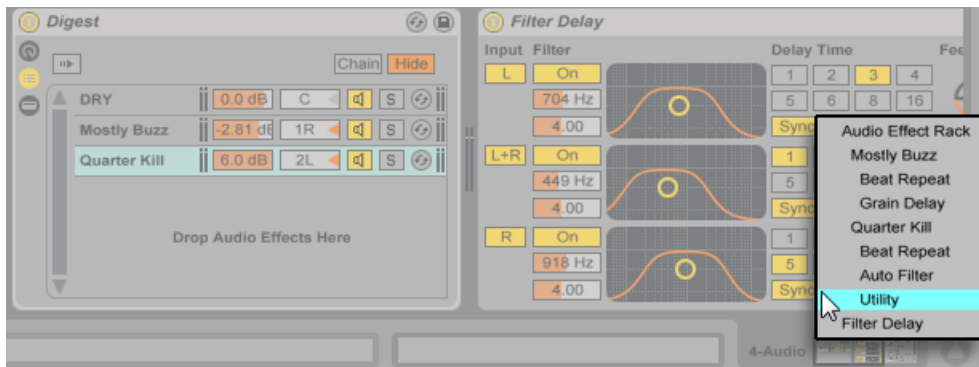 Digest
Chain Hide
DRY 0.0 dB C S
Mostly Buzz -2.81 dB 1R S
Quarter Kill 6.0 dB 2L S
Drop Audio Effects Here
Filter Delay
Input Filter Delay Time
L On 1 2 3 4
704 Hz 5 6 8 16
4.00 Sync
L+R On 1
449 Hz 5
4.00
R On 1
918 Hz 5
4.00
Audio Effect Rack
Mostly Buzz
Beat Repeat
Grain Delay
Quarter Kill
Beat Repeat
Auto Filter
Utility
Filter Delay
4-Audio